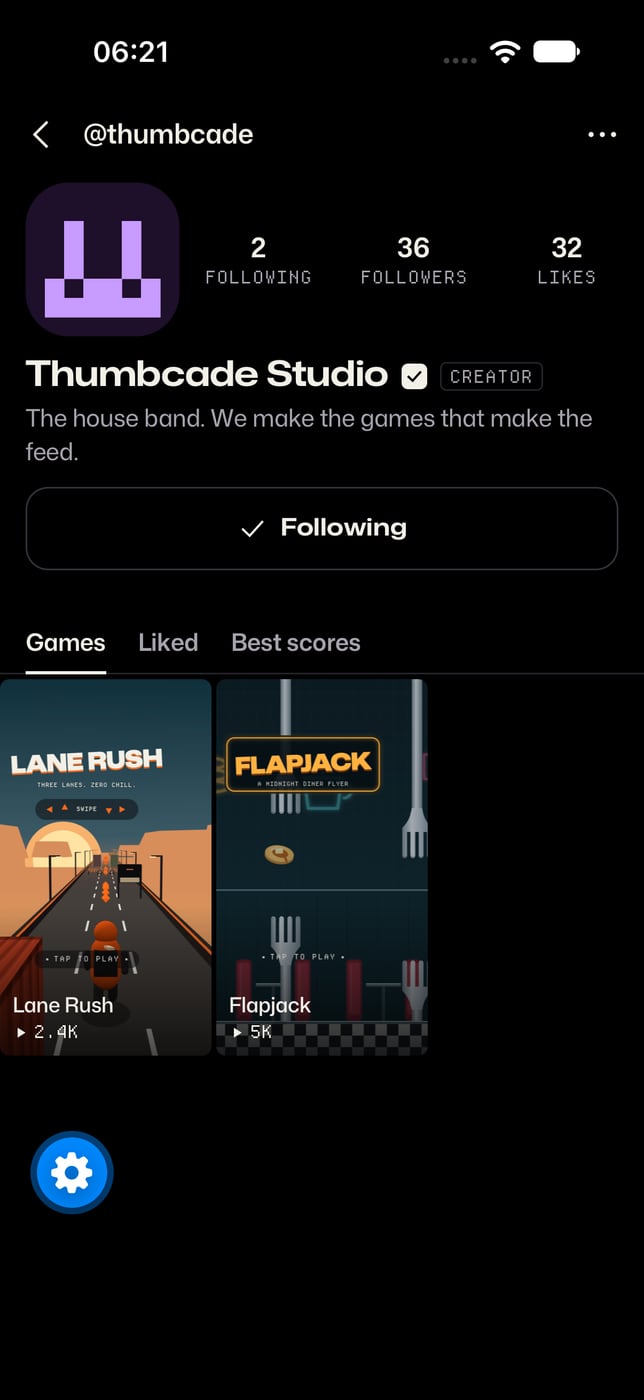 06:21
@thumbcade
2
FOLLOWING
36
FOLLOWERS
32
LIKES
Thumbcade Studio
CREATOR
The house band. We make the games that make the
feed.
Following
Games
Liked
Best scores
LANE RUSH
THREE LANES. ZERO CHILL.
SWIPE
• TAP TO PLAY •
Lane Rush
2.4K
FLAPJACK
A MIDNIGHT DINER FLYER
• TAP TO PLAY •
Flapjack
5K